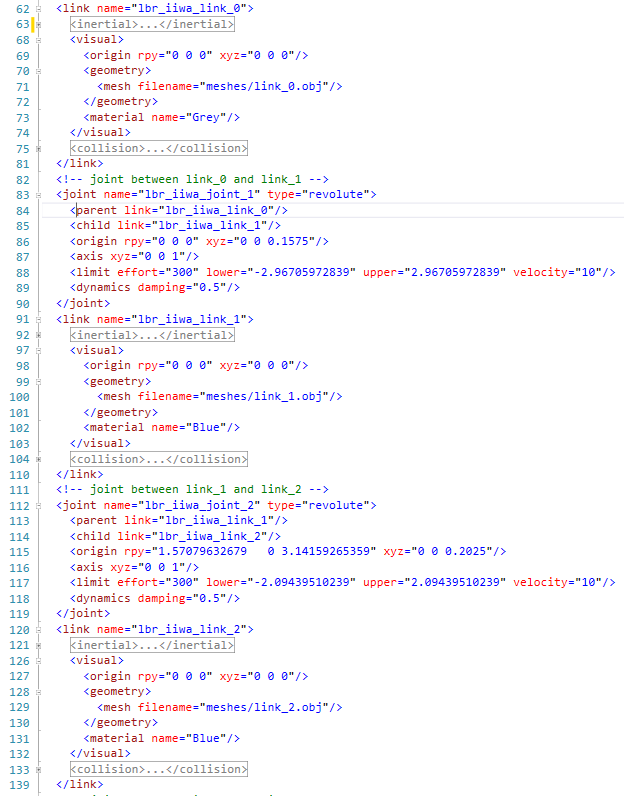 62 <link name="lbr_iiwa_link_0">
63 <inertial>...</inertial>
68 <visual>
69 <origin rpy="0 0 0" xyz="0 0 0"/>
70 <geometry>
71 <mesh filename="meshes/link_0.obj"/>
72 </geometry>
73 <material name="Grey"/>
74 </visual>
75 <collision>...</collision>
81 </link>
82 <!-- joint between link_0 and link_1 -->
83 <joint name="lbr_iiwa_joint_1" type="revolute">
84 <parent link="lbr_iiwa_link_0"/>
85 <child link="lbr_iiwa_link_1"/>
86 <origin rpy="0 0 0" xyz="0 0 0.1575"/>
87 <axis xyz="0 0 1"/>
88 <limit effort="300" lower="-2.96705972839" upper="2.96705972839" velocity="10"/>
89 <dynamics damping="0.5"/>
90 </joint>
91 <link name="lbr_iiwa_link_1">
92 <inertial>...</inertial>
97 <visual>
98 <origin rpy="0 0 0" xyz="0 0 0"/>
99 <geometry>
100 <mesh filename="meshes/link_1.obj"/>
101 </geometry>
102 <material name="Blue"/>
103 </visual>
104 <collision>...</collision>
110 </link>
111 <!-- joint between link_1 and link_2 -->
112 <joint name="lbr_iiwa_joint_2" type="revolute">
113 <parent link="lbr_iiwa_link_1"/>
114 <child link="lbr_iiwa_link_2"/>
115 <origin rpy="1.57079632679   0 3.14159265359" xyz="0 0 0.2025"/>
116 <axis xyz="0 0 1"/>
117 <limit effort="300" lower="-2.09439510239" upper="2.09439510239" velocity="10"/>
118 <dynamics damping="0.5"/>
119 </joint>
120 <link name="lbr_iiwa_link_2">
121 <inertial>...</inertial>
126 <visual>
127 <origin rpy="0 0 0" xyz="0 0 0"/>
128 <geometry>
129 <mesh filename="meshes/link_2.obj"/>
130 </geometry>
131 <material name="Blue"/>
132 </visual>
133 <collision>...</collision>
139 </link>